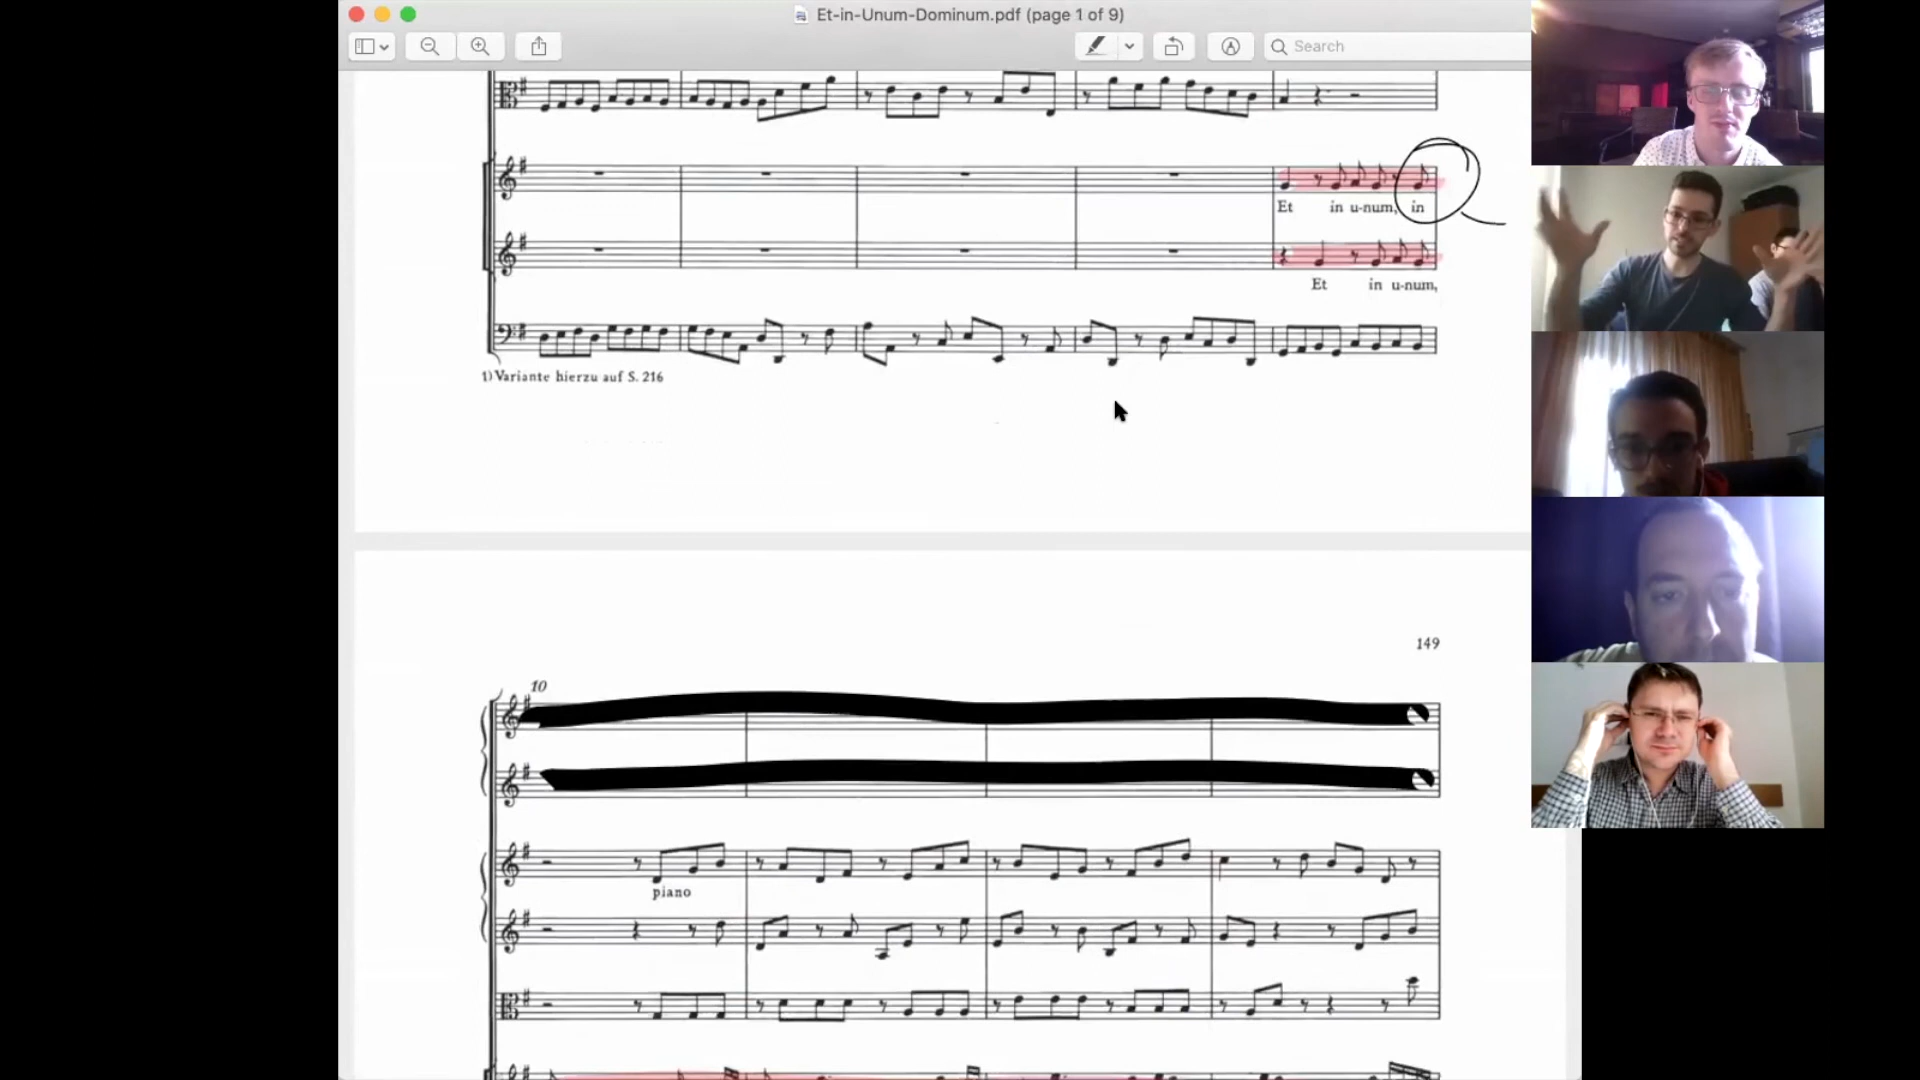 Et-in-Unum-Dominum.pdf (page 1 of 9)
Search
Et in u-num, in
Et in u-num,
1) Variante hierzu auf S. 216
149
10
piano